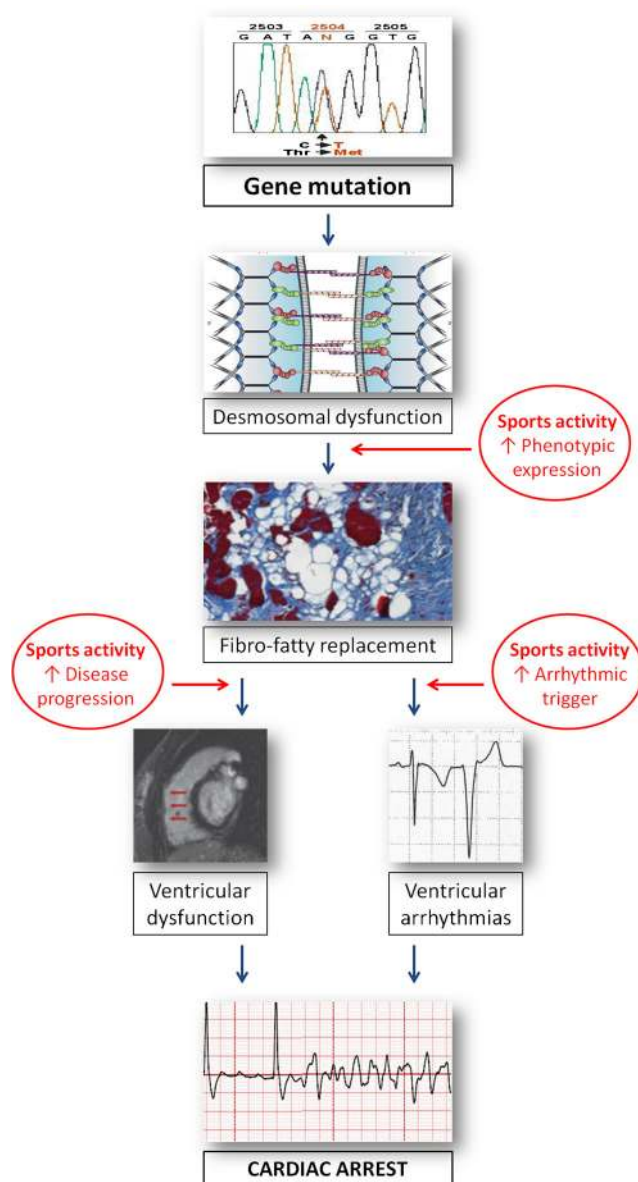 2503 2504 2505
G A T A N G G T G
C T
Thr Met
Gene mutation
Desmosomal dysfunction
Sports activity
↑ Phenotypic
expression
Fibro-fatty replacement
Sports activity
↑ Disease
progression
Sports activity
↑ Arrhythmic
trigger
Ventricular
dysfunction
Ventricular
arrhythmias
CARDIAC ARREST